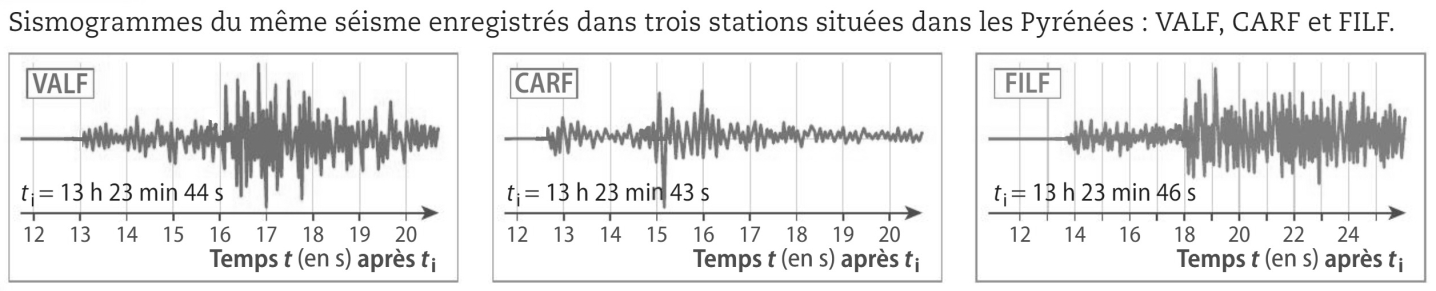 Sismogrammes du même séisme enregistrés dans trois stations situées dans les Pyrénées : VALF, CARF et FILF.
VALF
tᵢ = 13 h 23 min 44 s
12 13 14 15 16 17 18 19 20
Temps t (en s) après tᵢ
CARF
tᵢ = 13 h 23 min 43 s
12 13 14 15 16 17 18 19 20
Temps t (en s) après tᵢ
FILF
tᵢ = 13 h 23 min 46 s
12 14 16 18 20 22 24
Temps t (en s) après tᵢ